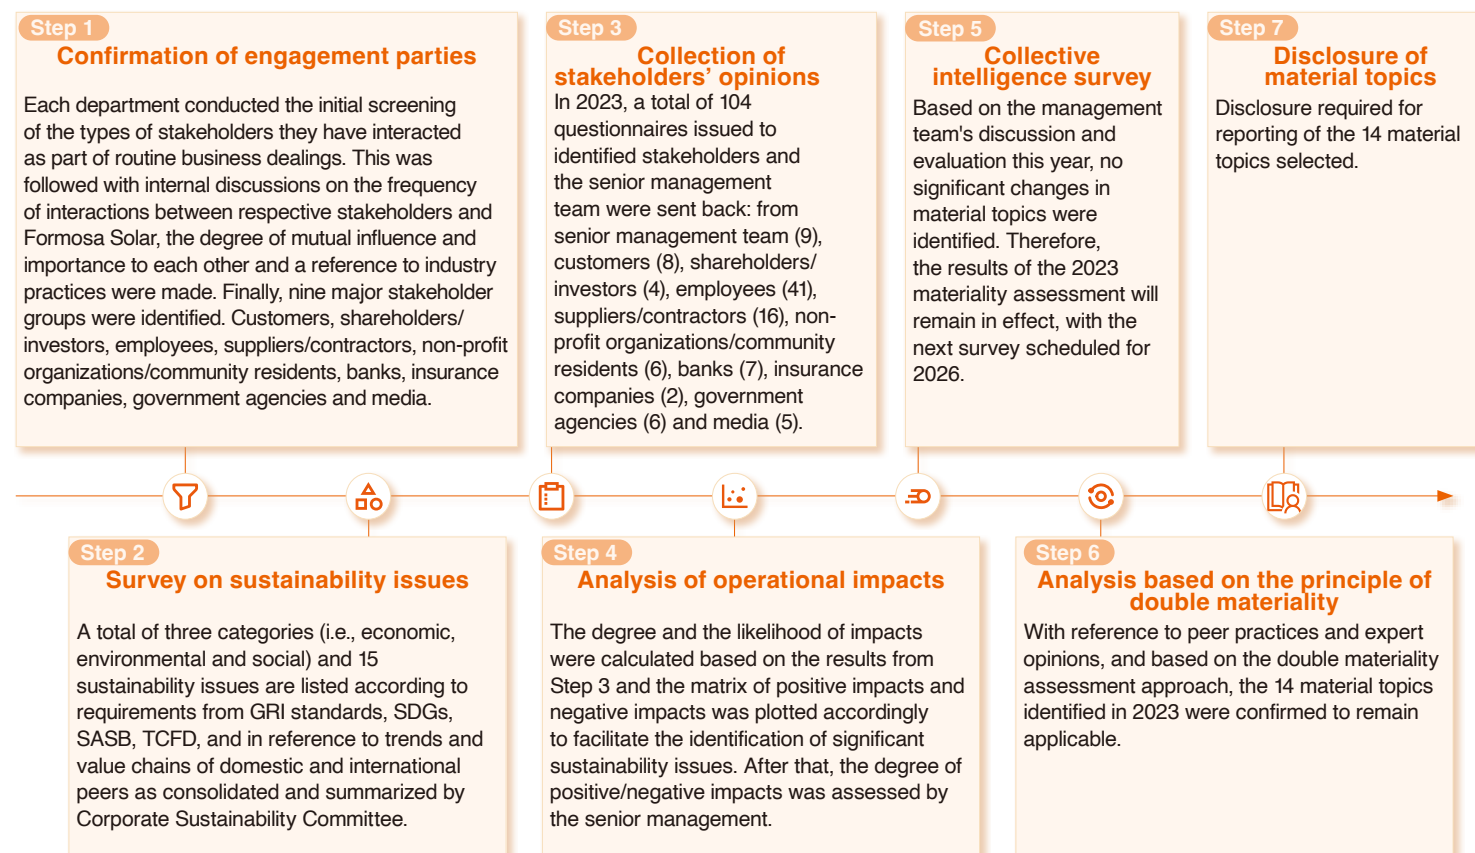 Step 1
Confirmation of engagement parties
Each department conducted the initial screening
of the types of stakeholders they have interacted
as part of routine business dealings. This was
followed with internal discussions on the frequency
of interactions between respective stakeholders and
Formosa Solar, the degree of mutual influence and
importance to each other and a reference to industry
practices were made. Finally, nine major stakeholder
groups were identified. Customers, shareholders/
investors, employees, suppliers/contractors, non-profit
organizations/community residents, banks, insurance
companies, government agencies and media.
Step 2
Survey on sustainability issues
A total of three categories (i.e., economic,
environmental and social) and 15
sustainability issues are listed according to
requirements from GRI standards, SDGs,
SASB, TCFD, and in reference to trends and
value chains of domestic and international
peers as consolidated and summarized by
Corporate Sustainability Committee.
Step 3
Collection of
stakeholders' opinions
In 2023, a total of 104
questionnaires issued to
identified stakeholders and
the senior management
team were sent back: from
senior management team (9),
customers (8), shareholders/
investors (4), employees (41),
suppliers/contractors (16), non-
profit organizations/community
residents (6), banks (7), insurance
companies (2), government
agencies (6) and media (5).
Step 4
Analysis of operational impacts
The degree and the likelihood of impacts
were calculated based on the results from
Step 3 and the matrix of positive impacts and
negative impacts was plotted accordingly
to facilitate the identification of significant
sustainability issues. After that, the degree of
positive/negative impacts was assessed by
the senior management.
Step 5
Collective
intelligence survey
Based on the management
team's discussion and
evaluation this year, no
significant changes in
material topics were
identified. Therefore,
the results of the 2023
materiality assessment will
remain in effect, with the
next survey scheduled for
2026.
Step 6
Analysis based on the principle of
double materiality
With reference to peer practices and expert
opinions, and based on the double materiality
assessment approach, the 14 material topics
identified in 2023 were confirmed to remain
applicable.
Step 7
Disclosure of
material topics
Disclosure required for
reporting of the 14 material
topics selected.